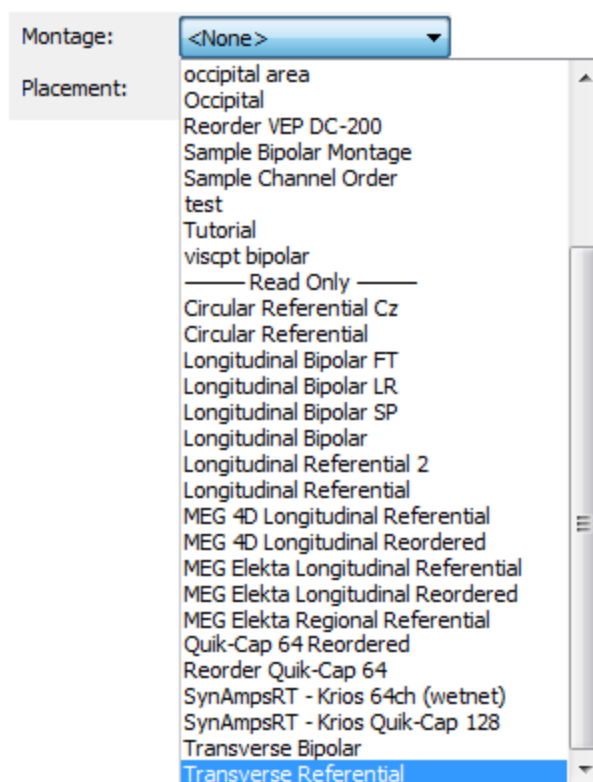 Montage: <None>
Placement:
occipital area
Occipital
Reorder VEP DC-200
Sample Bipolar Montage
Sample Channel Order
test
Tutorial
viscpt bipolar
Read Only
Circular Referential Cz
Circular Referential
Longitudinal Bipolar FT
Longitudinal Bipolar LR
Longitudinal Bipolar SP
Longitudinal Bipolar
Longitudinal Referential 2
Longitudinal Referential
MEG 4D Longitudinal Referential
MEG 4D Longitudinal Reordered
MEG Elekta Longitudinal Referential
MEG Elekta Longitudinal Reordered
MEG Elekta Regional Referential
Quik-Cap 64 Reordered
Reorder Quik-Cap 64
SynAmpsRT - Krios 64ch (wetnet)
SynAmpsRT - Krios Quik-Cap 128
Transverse Bipolar
Transverse Referential